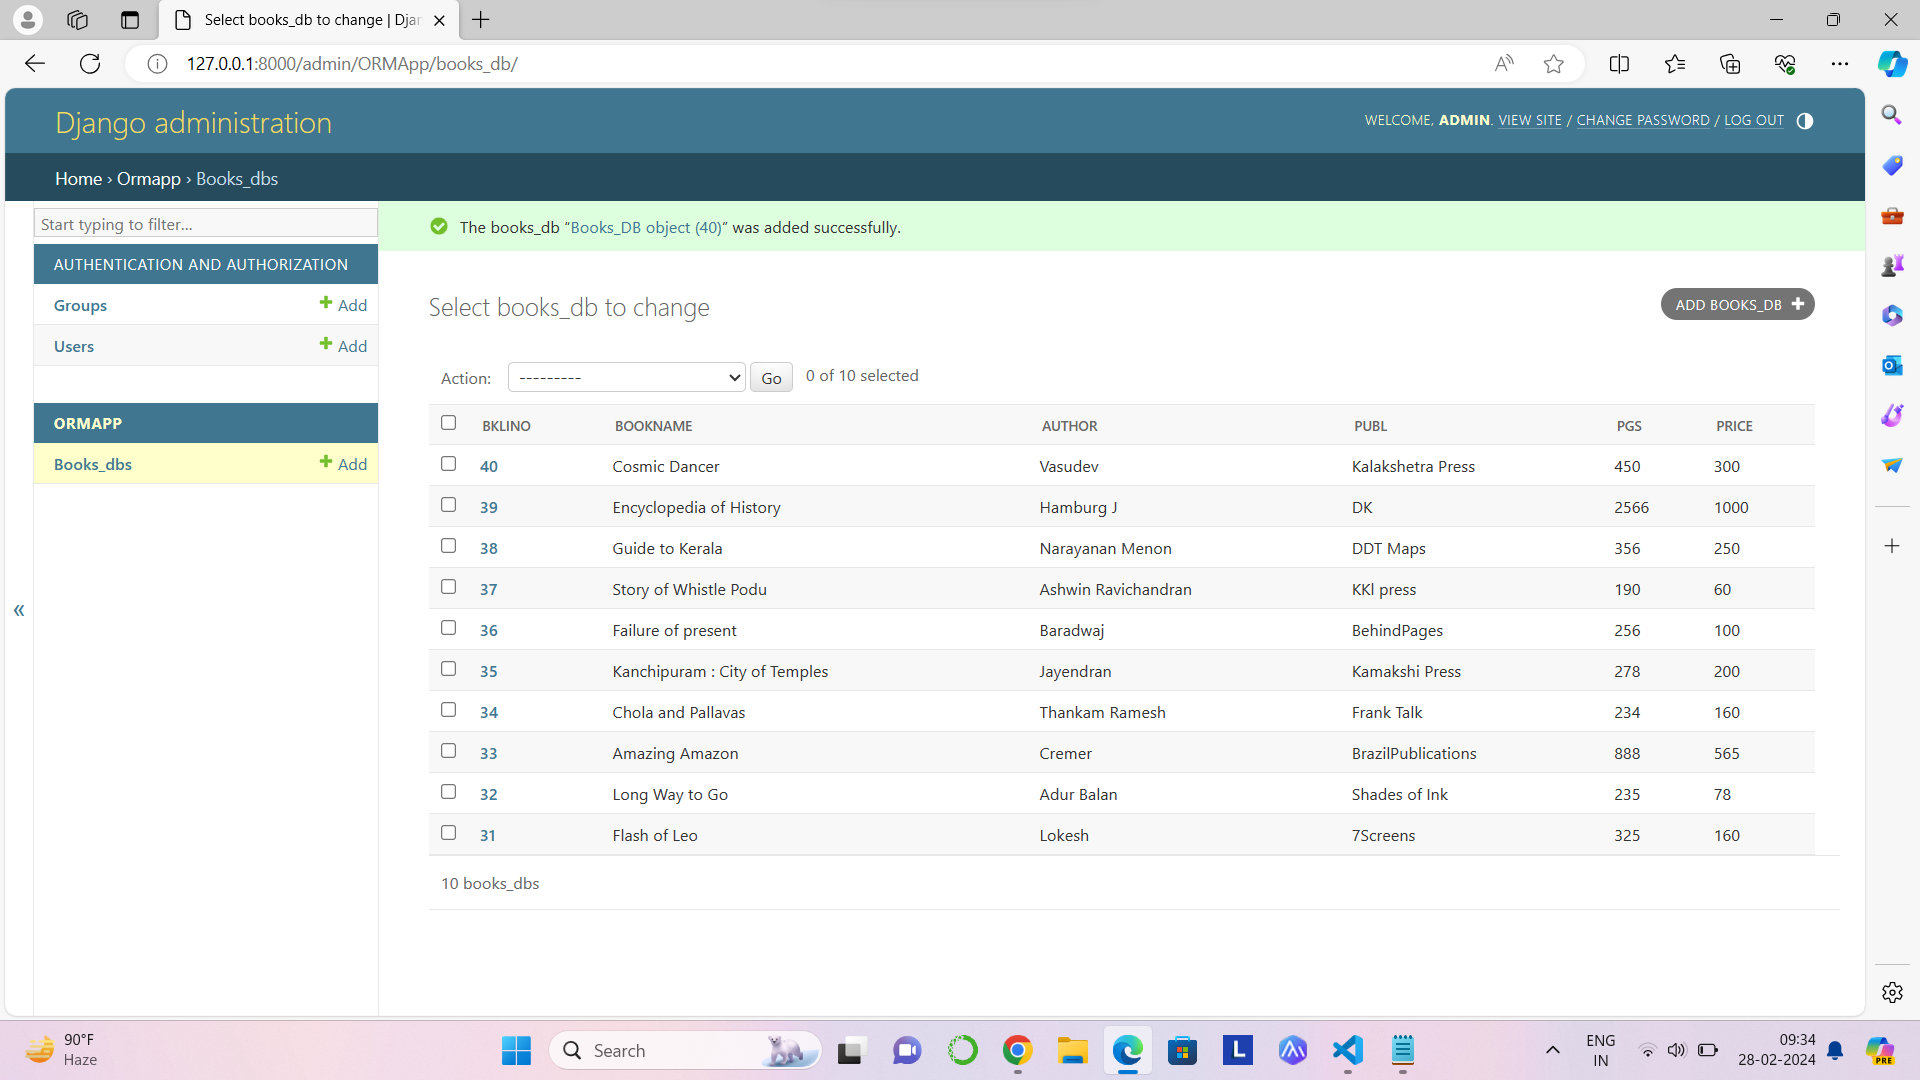 Select books_db to change | Djan
127.0.0.1:8000/admin/ORMApp/books_db/
Django administration
WELCOME, ADMIN. VIEW SITE / CHANGE PASSWORD / LOG OUT
Home › Ormapp › Books_dbs
Start typing to filter...
AUTHENTICATION AND AUTHORIZATION
Groups Add
Users Add
ORMAPP
Books_dbs Add
«
The books_db “Books_DB object (40)” was added successfully.
Select books_db to change
ADD BOOKS_DB
Action: --------- Go 0 of 10 selected
BKLINO BOOKNAME AUTHOR PUBL PGS PRICE
40 Cosmic Dancer Vasudev Kalakshetra Press 450 300
39 Encyclopedia of History Hamburg J DK 2566 1000
38 Guide to Kerala Narayanan Menon DDT Maps 356 250
37 Story of Whistle Podu Ashwin Ravichandran KKl press 190 60
36 Failure of present Baradwaj BehindPages 256 100
35 Kanchipuram : City of Temples Jayendran Kamakshi Press 278 200
34 Chola and Pallavas Thankam Ramesh Frank Talk 234 160
33 Amazing Amazon Cremer BrazilPublications 888 565
32 Long Way to Go Adur Balan Shades of Ink 235 78
31 Flash of Leo Lokesh 7Screens 325 160
10 books_dbs
90°F
Haze
Search
L
ENG
IN
09:34
28-02-2024
PRE